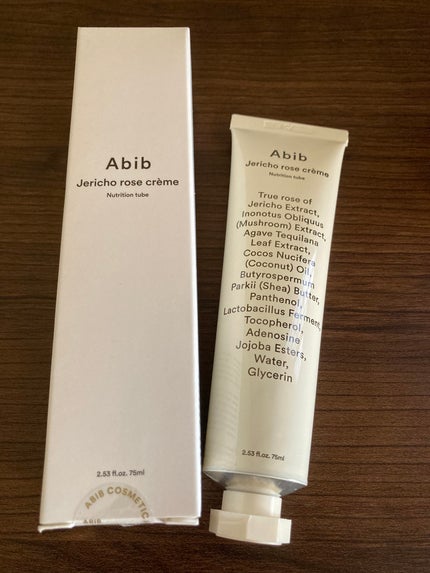 Abib
Jericho rose crème
Nutrition tube
2.53 fl.oz. 75ml
ABIB COSMETIC
ABIB
Abib
Jericho rose crème
Nutrition tube
True rose of
Jericho Extract,
Inonotus Obliquus
(Mushroom) Extract,
Agave Tequilana
Leaf Extract,
Cocos Nucifera
(Coconut) Oil,
Butyrospermum
Parkii (Shea) Butter,
Panthenol,
Lactobacillus Ferment,
Tocopherol,
Adenosine
Jojoba Esters,
Water,
Glycerin
2.53 fl.oz. 75ml